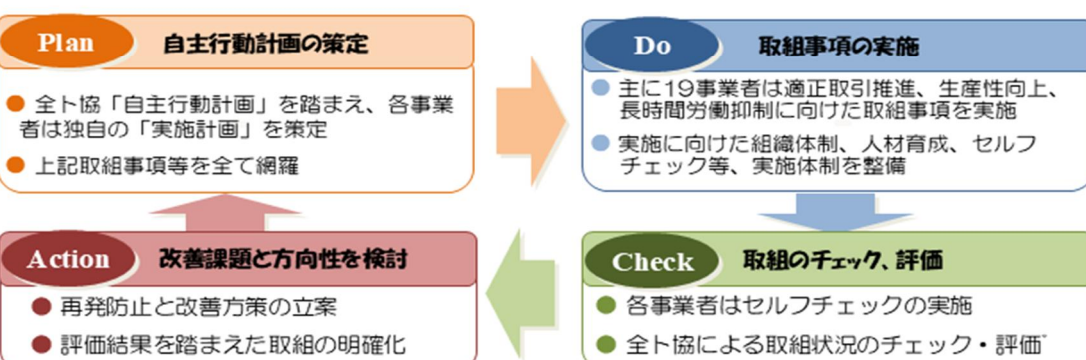 Plan 自主行動計画の策定
● 全ト協「自主行動計画」を踏まえ、各事業
者は独自の「実施計画」を策定
● 上記取組事項等を全て網羅
Do 取組事項の実施
● 主に19事業者は適正取引推進、生産性向上、
長時間労働抑制に向けた取組事項を実施
● 実施に向けた組織体制、人材育成、セルフ
チェック等、実施体制を整備
Check 取組のチェック、評価
● 各事業者はセルフチェックの実施
● 全ト協による取組状況のチェック・評価
Action 改善課題と方向性を検討
● 再発防止と改善方策の立案
● 評価結果を踏まえた取組の明確化